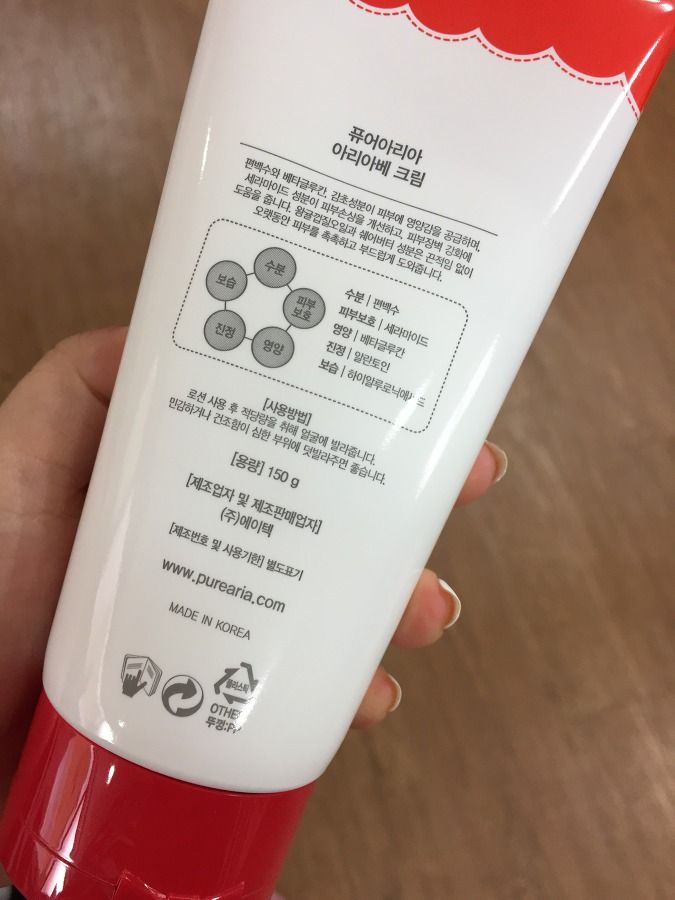 퓨어아리아
아리아베 크림
편백수와 베타글루칸, 감초성분이 피부에 영양감을 공급하며,
세라마이드 성분이 피부손상을 개선하고, 피부장벽 강화에
도움을 줍니다. 왕귤껍질오일과 쉐어버터 성분은 끈적임 없이
오랫동안 피부를 촉촉하고 부드럽게 도와줍니다.
수분
보습
피부
보호
진정
영양
수분 | 편백수
피부보호 | 세라마이드
영양 | 베타글루칸
진정 | 알란토인
보습 | 하이알루로닉애씨드
[사용방법]
로션 사용 후 적당량을 취해 얼굴에 발라줍니다.
민감하거나 건조함이 심한 부위에 덧발라주면 좋습니다.
[용량] 150 g
[제조업자 및 제조판매업자]
(주)에이텍
[제조번호 및 사용기한] 별도표기
www.purearia.com
MADE IN KOREA
플라스틱
OTHER
뚜껑:PP